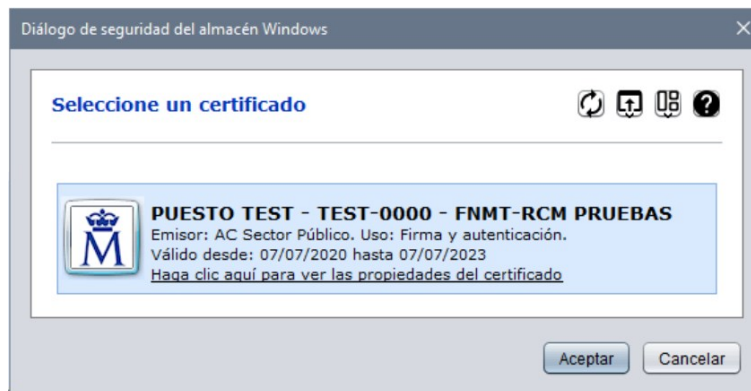 Diálogo de seguridad del almacén Windows
Seleccione un certificado
PUESTO TEST - TEST-0000 - FNMT-RCM PRUEBAS
Emisor: AC Sector Público. Uso: Firma y autenticación.
Válido desde: 07/07/2020 hasta 07/07/2023
Haga clic aquí para ver las propiedades del certificado
Aceptar Cancelar